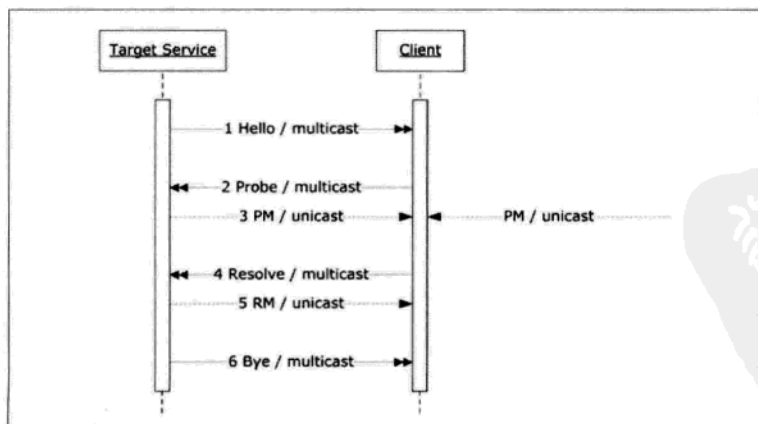 Target Service
Client
1 Hello / multicast
2 Probe / multicast
3 PM / unicast
PM / unicast
4 Resolve / multicast
5 RM / unicast
6 Bye / multicast